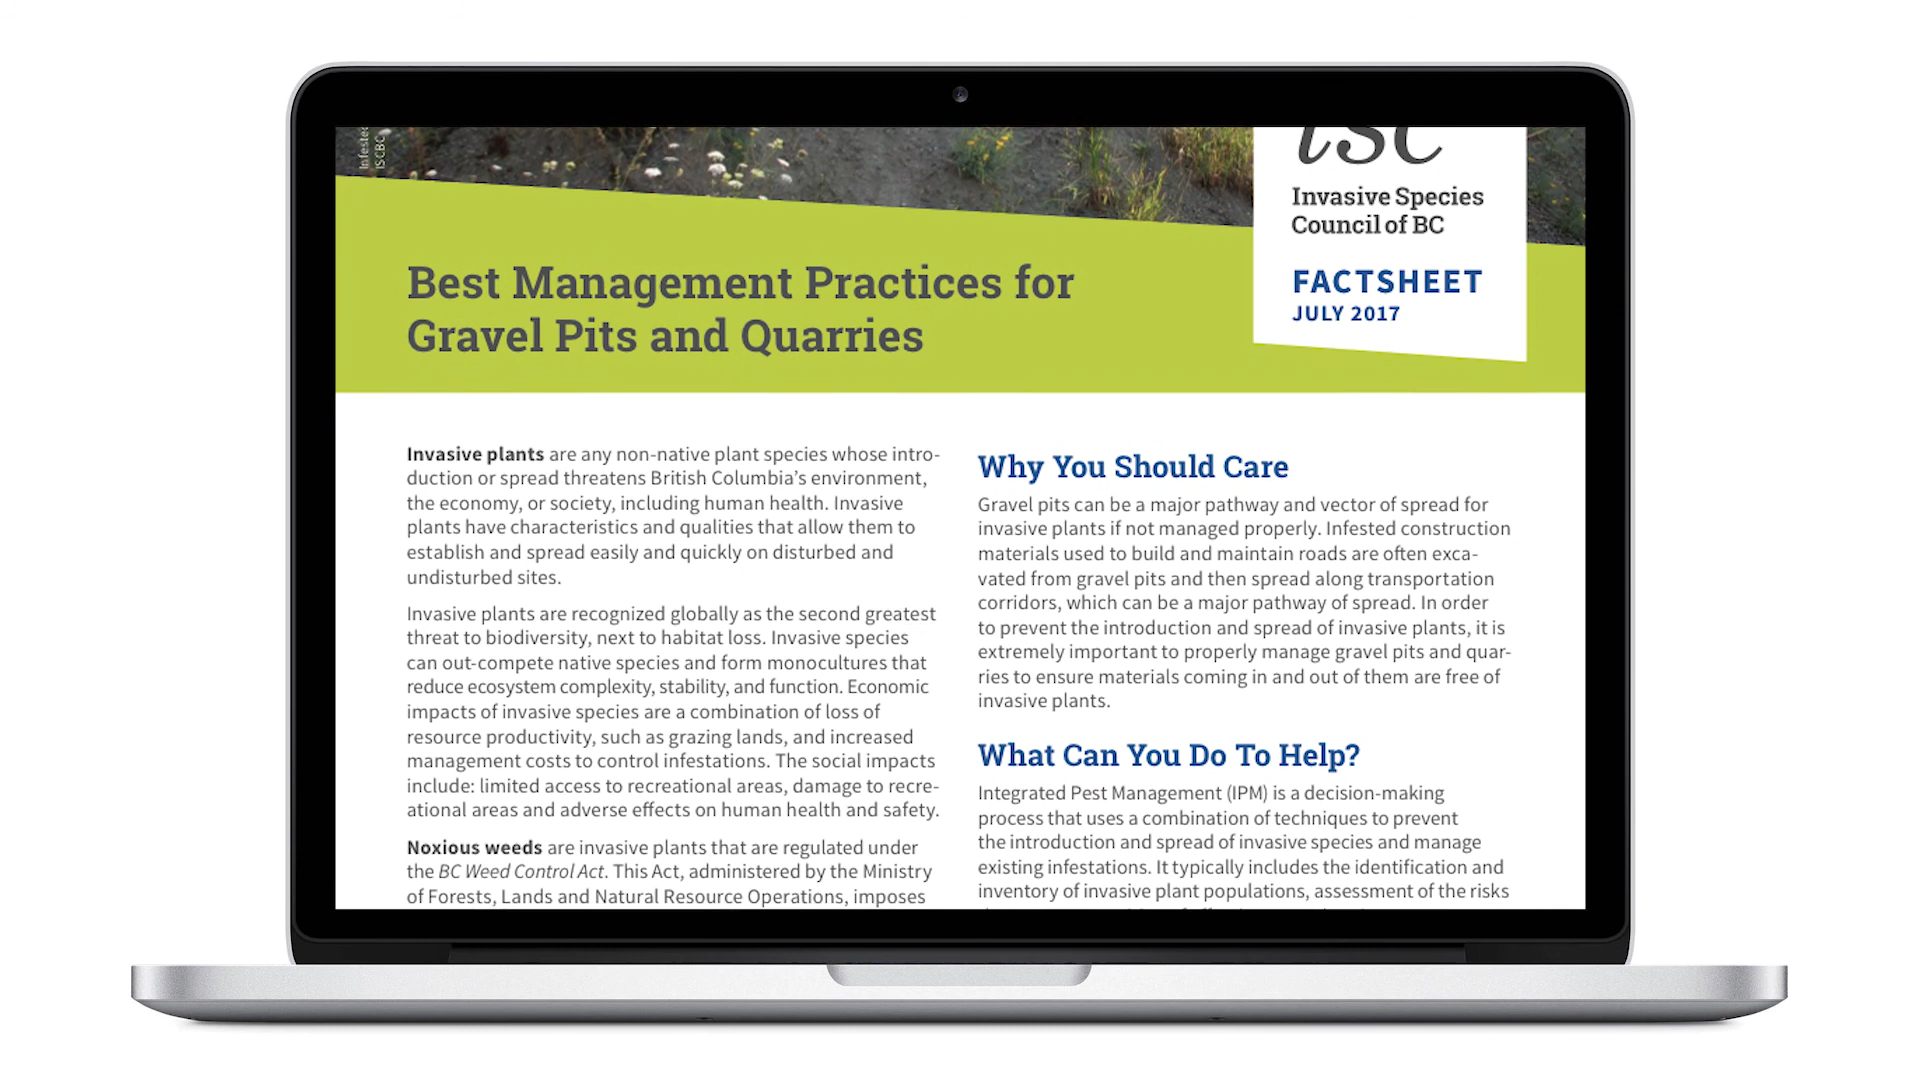 Infested
ISCBC
isc
Invasive Species
Council of BC
FACTSHEET
JULY 2017
Best Management Practices for
Gravel Pits and Quarries
Invasive plants are any non-native plant species whose intro-
duction or spread threatens British Columbia’s environment,
the economy, or society, including human health. Invasive
plants have characteristics and qualities that allow them to
establish and spread easily and quickly on disturbed and
undisturbed sites.
Invasive plants are recognized globally as the second greatest
threat to biodiversity, next to habitat loss. Invasive species
can out-compete native species and form monocultures that
reduce ecosystem complexity, stability, and function. Economic
impacts of invasive species are a combination of loss of
resource productivity, such as grazing lands, and increased
management costs to control infestations. The social impacts
include: limited access to recreational areas, damage to recre-
ational areas and adverse effects on human health and safety.
Noxious weeds are invasive plants that are regulated under
the BC Weed Control Act. This Act, administered by the Ministry
of Forests, Lands and Natural Resource Operations, imposes
Why You Should Care
Gravel pits can be a major pathway and vector of spread for
invasive plants if not managed properly. Infested construction
materials used to build and maintain roads are often exca-
vated from gravel pits and then spread along transportation
corridors, which can be a major pathway of spread. In order
to prevent the introduction and spread of invasive plants, it is
extremely important to properly manage gravel pits and quar-
ries to ensure materials coming in and out of them are free of
invasive plants.
What Can You Do To Help?
Integrated Pest Management (IPM) is a decision-making
process that uses a combination of techniques to prevent
the introduction and spread of invasive species and manage
existing infestations. It typically includes the identification and
inventory of invasive plant populations, assessment of the risks